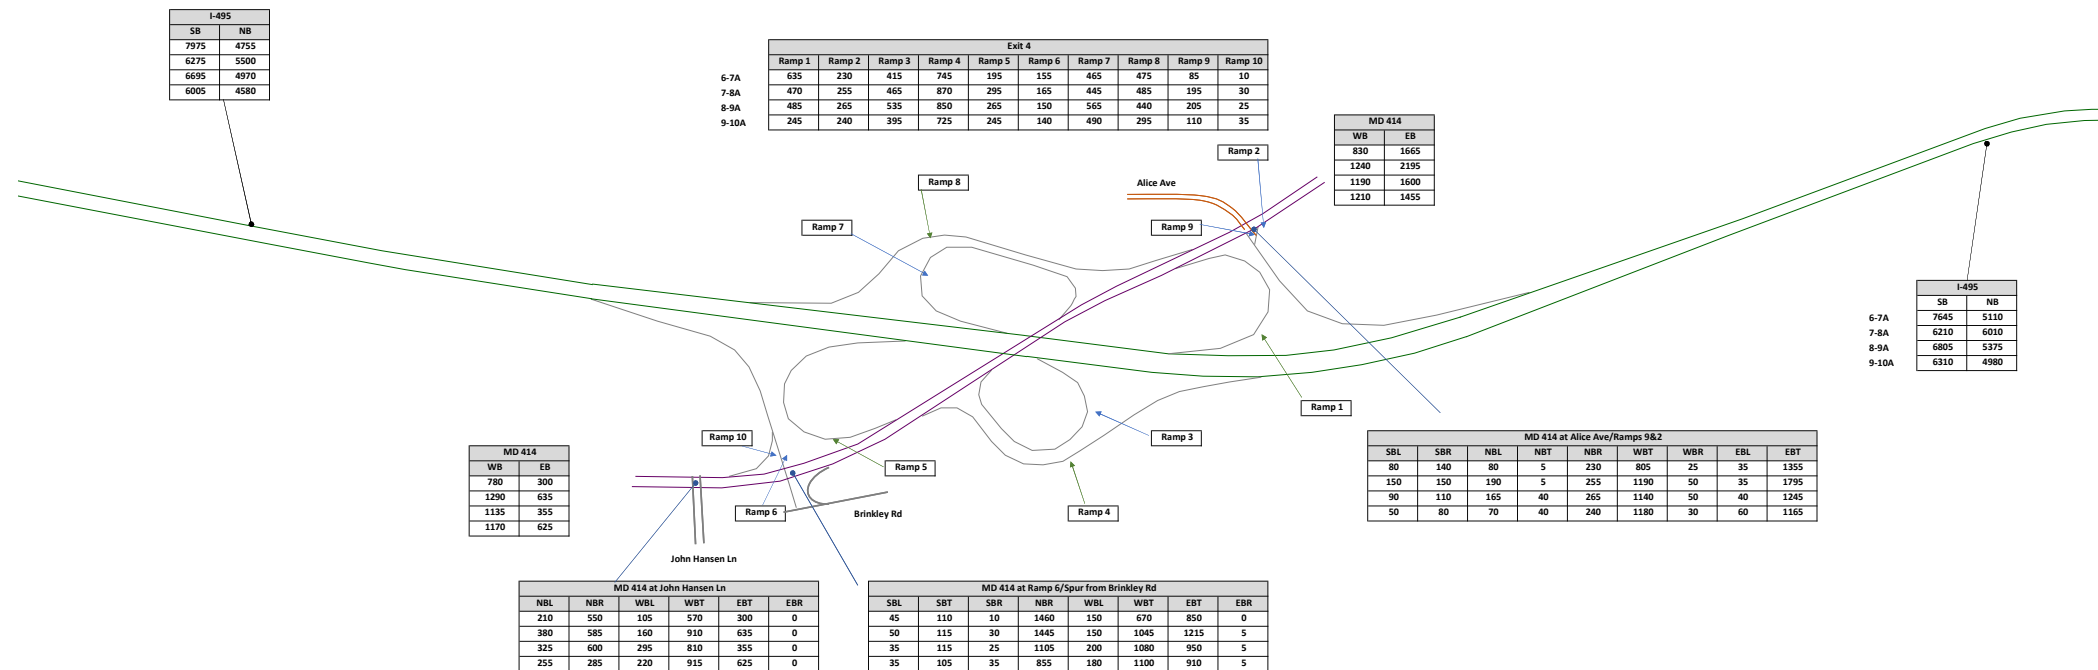 I-495
SB NB
7975 4755
6275 5500
6695 4970
6005 4580
Exit 4
Ramp 1 Ramp 2 Ramp 3 Ramp 4 Ramp 5 Ramp 6 Ramp 7 Ramp 8 Ramp 9 Ramp 10
6-7A 635 230 415 745 195 155 465 475 85 10
7-8A 470 255 465 870 295 165 445 485 195 30
8-9A 485 265 535 850 265 150 565 440 205 25
9-10A 245 240 395 725 245 140 490 295 110 35
MD 414
WB EB
830 1665
1240 2195
1190 1600
1210 1455
Ramp 2
Alice Ave
Ramp 8
Ramp 7
Ramp 9
I-495
SB NB
6-7A 7645 5110
7-8A 6210 6010
8-9A 6805 5375
9-10A 6310 4980
Ramp 1
Ramp 10
Ramp 3
Ramp 5
MD 414
WB EB
780 300
1290 635
1135 355
1170 625
Ramp 6
Brinkley Rd
Ramp 4
John Hansen Ln
MD 414 at Alice Ave/Ramps 9&2
SBL SBR NBL NBT NBR WBT WBR EBL EBT
80 140 80 5 230 805 25 35 1355
150 150 190 5 255 1190 50 35 1795
90 110 165 40 265 1140 50 40 1245
50 80 70 40 240 1180 30 60 1165
MD 414 at John Hansen Ln
NBL NBR WBL WBT EBT EBR
210 550 105 570 300 0
380 585 160 910 635 0
325 600 295 810 355 0
255 285 220 915 625 0
MD 414 at Ramp 6/Spur from Brinkley Rd
SBL SBT SBR NBR WBL WBT EBT EBR
45 110 10 1460 150 670 850 0
50 115 30 1445 150 1045 1215 5
35 115 25 1105 200 1080 950 5
35 105 35 855 180 1100 910 5